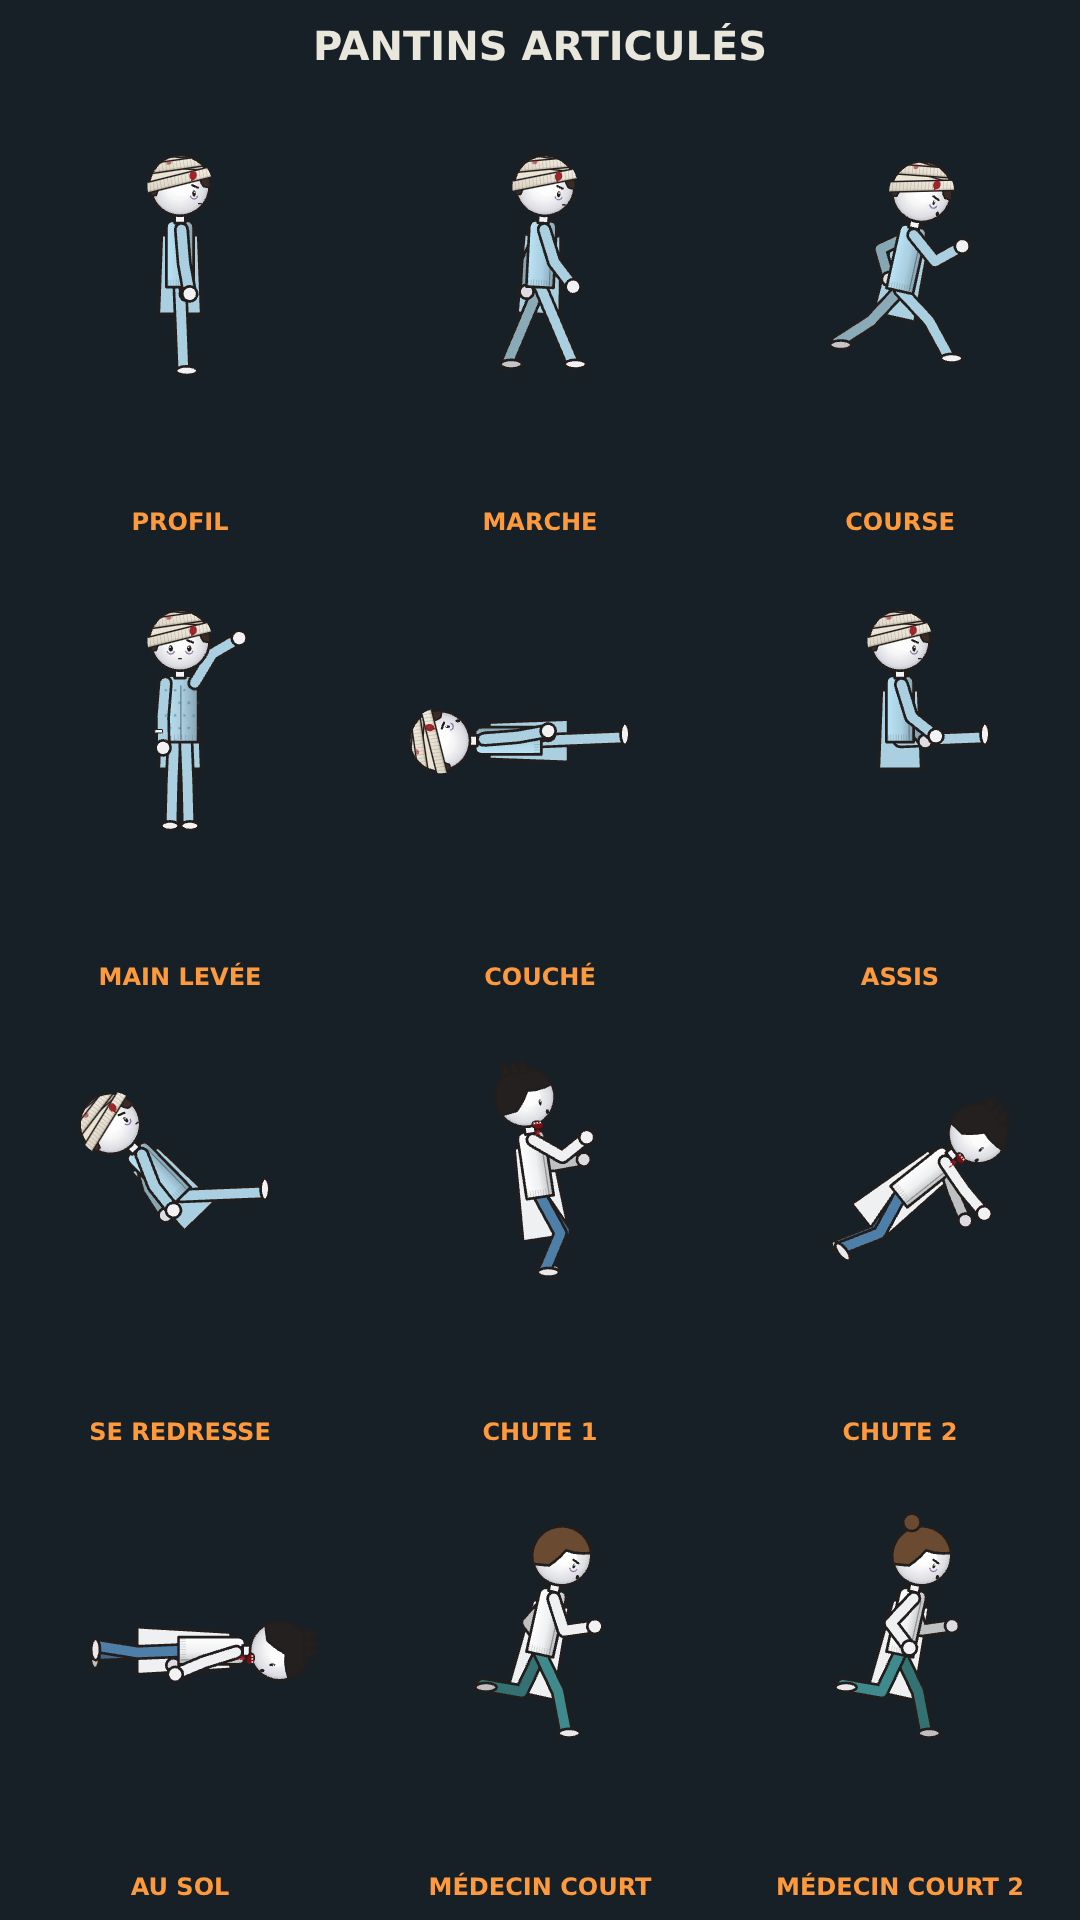 PANTINS ARTICULÉS
PROFIL
MARCHE
COURSE
MAIN LEVÉE
COUCHÉ
ASSIS
SE REDRESSE
CHUTE 1
CHUTE 2
AU SOL
MÉDECIN COURT
MÉDECIN COURT 2